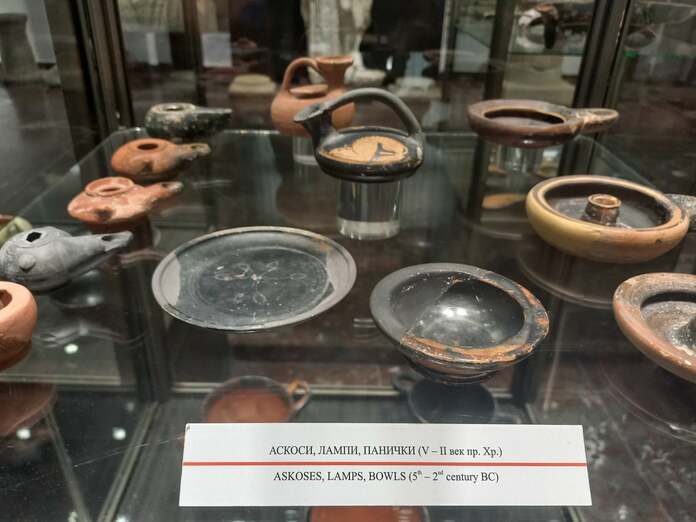 АСКОСИ, ЛАМПИ, ПАНИЧКИ (V – II век пр. Хр.)
ASKOSES, LAMPS, BOWLS (5th – 2nd century BC)